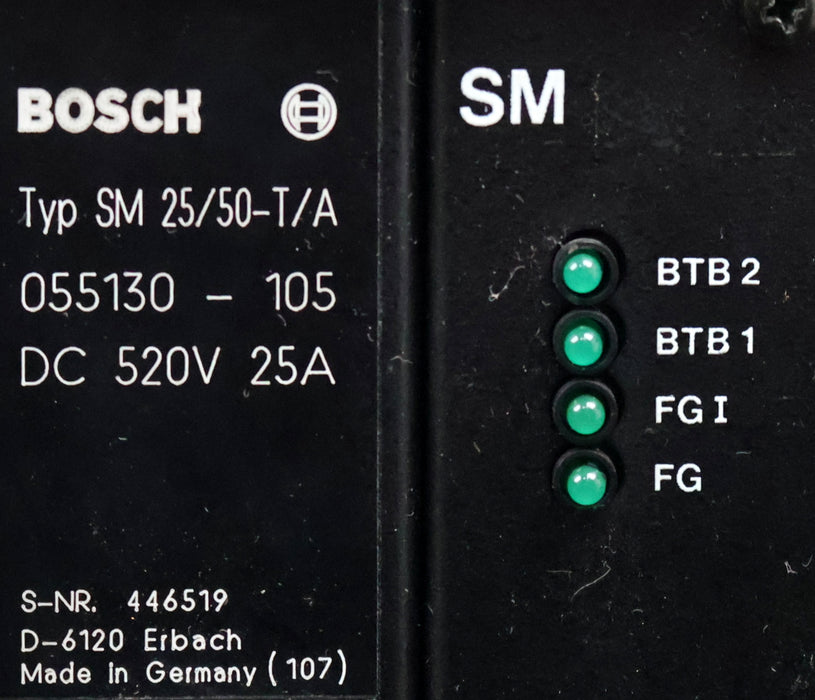 BOSCH
Typ SM 25/50-T/A
055130 - 105
DC 520V 25A
S-NR. 446519
D-6120 Erbach
Made in Germany (107)
SM
BTB 2
BTB 1
FG I
FG